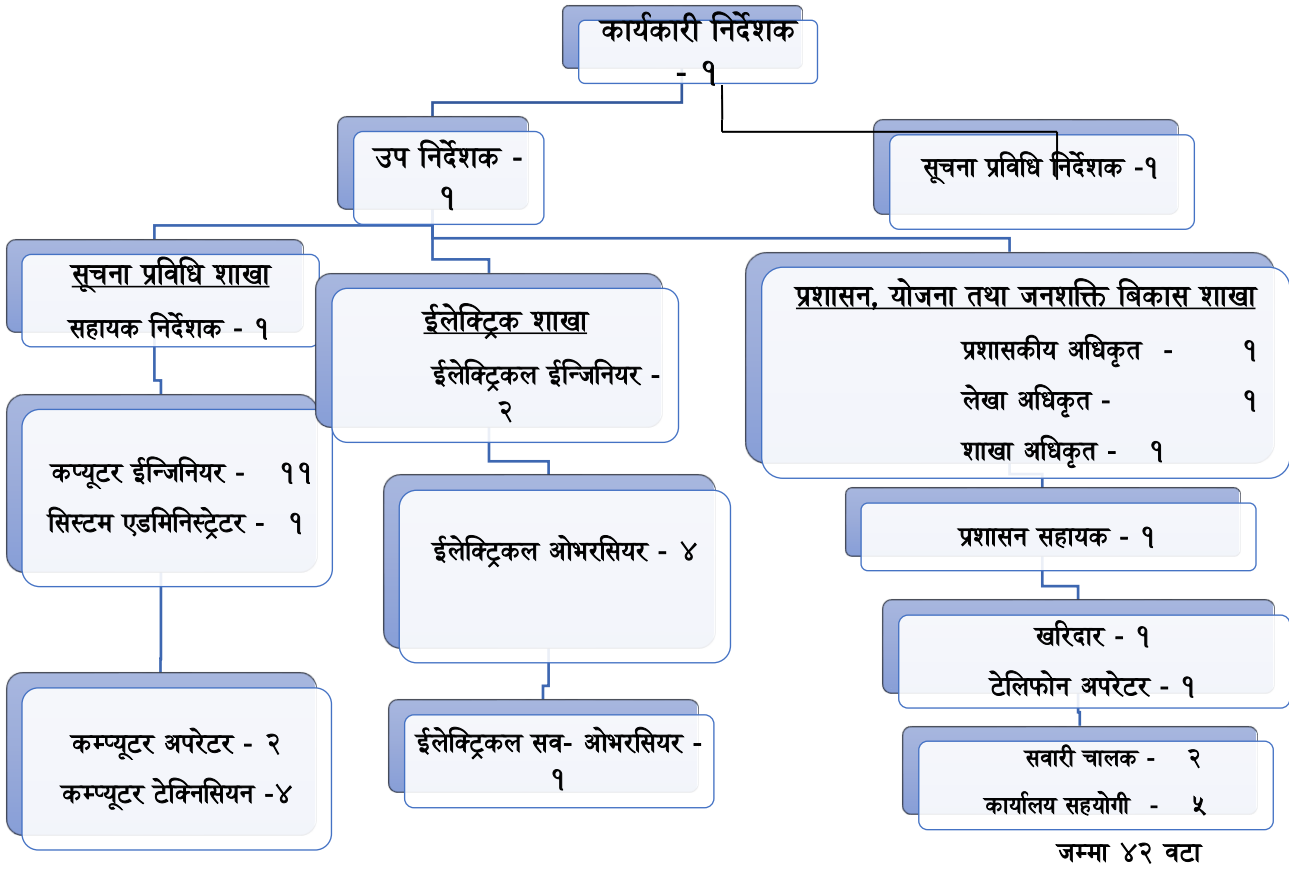 कार्यकारी निर्देशक
- १
उप निर्देशक -
१
सूचना प्रविधि निर्देशक -१
सूचना प्रविधि शाखा
सहायक निर्देशक - १
कप्यूटर ईन्जिनियर - ११
सिस्टम एडमिनिस्ट्रेटर - १
कम्प्यूटर अपरेटर - २
कम्प्यूटर टेक्निसियन -४
ईलेक्ट्रिक शाखा
ईलेक्ट्रिकल ईन्जिनियर -
२
ईलेक्ट्रिकल ओभरसियर - ४
ईलेक्ट्रिकल सव- ओभरसियर -
१
प्रशासन, योजना तथा जनशक्ति बिकास शाखा
प्रशासकीय अधिकृत - १
लेखा अधिकृत - १
शाखा अधिकृत - १
प्रशासन सहायक - १
खरिदार - १
टेलिफोन अपरेटर - १
सवारी चालक - २
कार्यालय सहयोगी - ५
जम्मा ४२ वटा